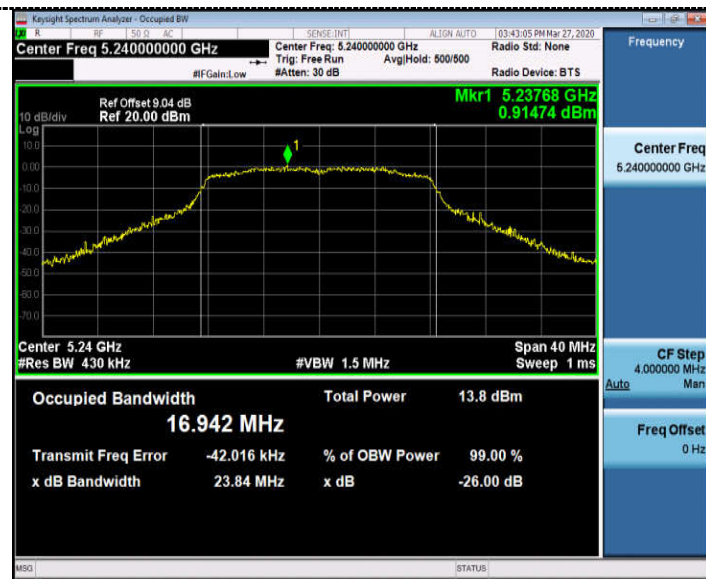 Keysight Spectrum Analyzer - Occupied BW
LXI R RF 50 Ω AC SENSE:INT ALIGN AUTO 03:43:05 PM Mar 27, 2020
Center Freq 5.240000000 GHz
Center Freq: 5.240000000 GHz
Radio Std: None
Trig: Free Run
Avg|Hold: 500/500
#IFGain:Low
#Atten: 30 dB
Radio Device: BTS
Frequency
Mkr1 5.23768 GHz
0.91474 dBm
Ref Offset 9.04 dB
10 dB/div
Ref 20.00 dBm
Log
10.0
0.00
-10.0
-20.0
-30.0
-40.0
-50.0
-60.0
-70.0
1
Center 5.24 GHz
Span 40 MHz
#Res BW 430 kHz
#VBW 1.5 MHz
Sweep 1 ms
Occupied Bandwidth
16.942 MHz
Total Power 13.8 dBm
Transmit Freq Error -42.016 kHz
% of OBW Power 99.00 %
x dB Bandwidth 23.84 MHz
x dB -26.00 dB
Center Freq
5.240000000 GHz
CF Step
4.000000 MHz
Auto Man
Freq Offset
0 Hz
MSG
STATUS